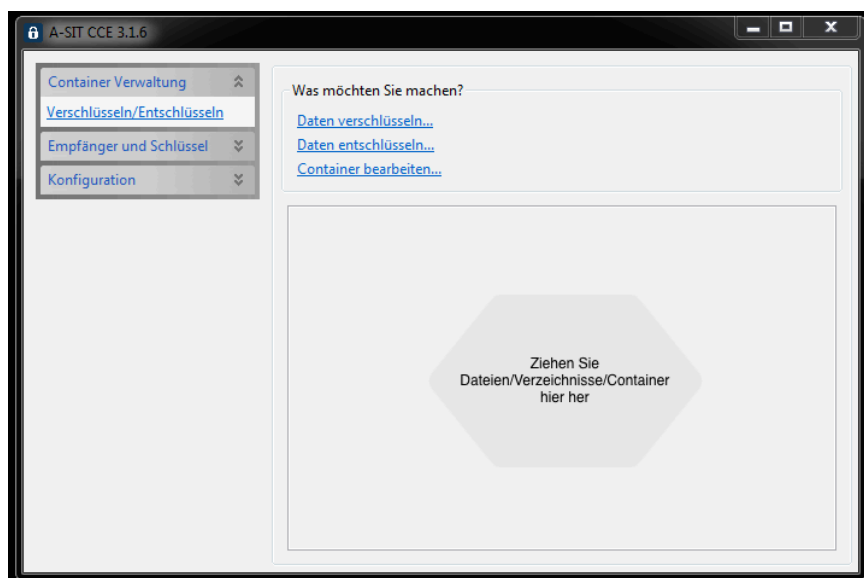 A-SIT CCE 3.1.6
Container Verwaltung
Verschlüsseln/Entschlüsseln
Empfänger und Schlüssel
Konfiguration
Was möchten Sie machen?
Daten verschlüsseln...
Daten entschlüsseln...
Container bearbeiten...
Ziehen Sie
Dateien/Verzeichnisse/Container
hier her